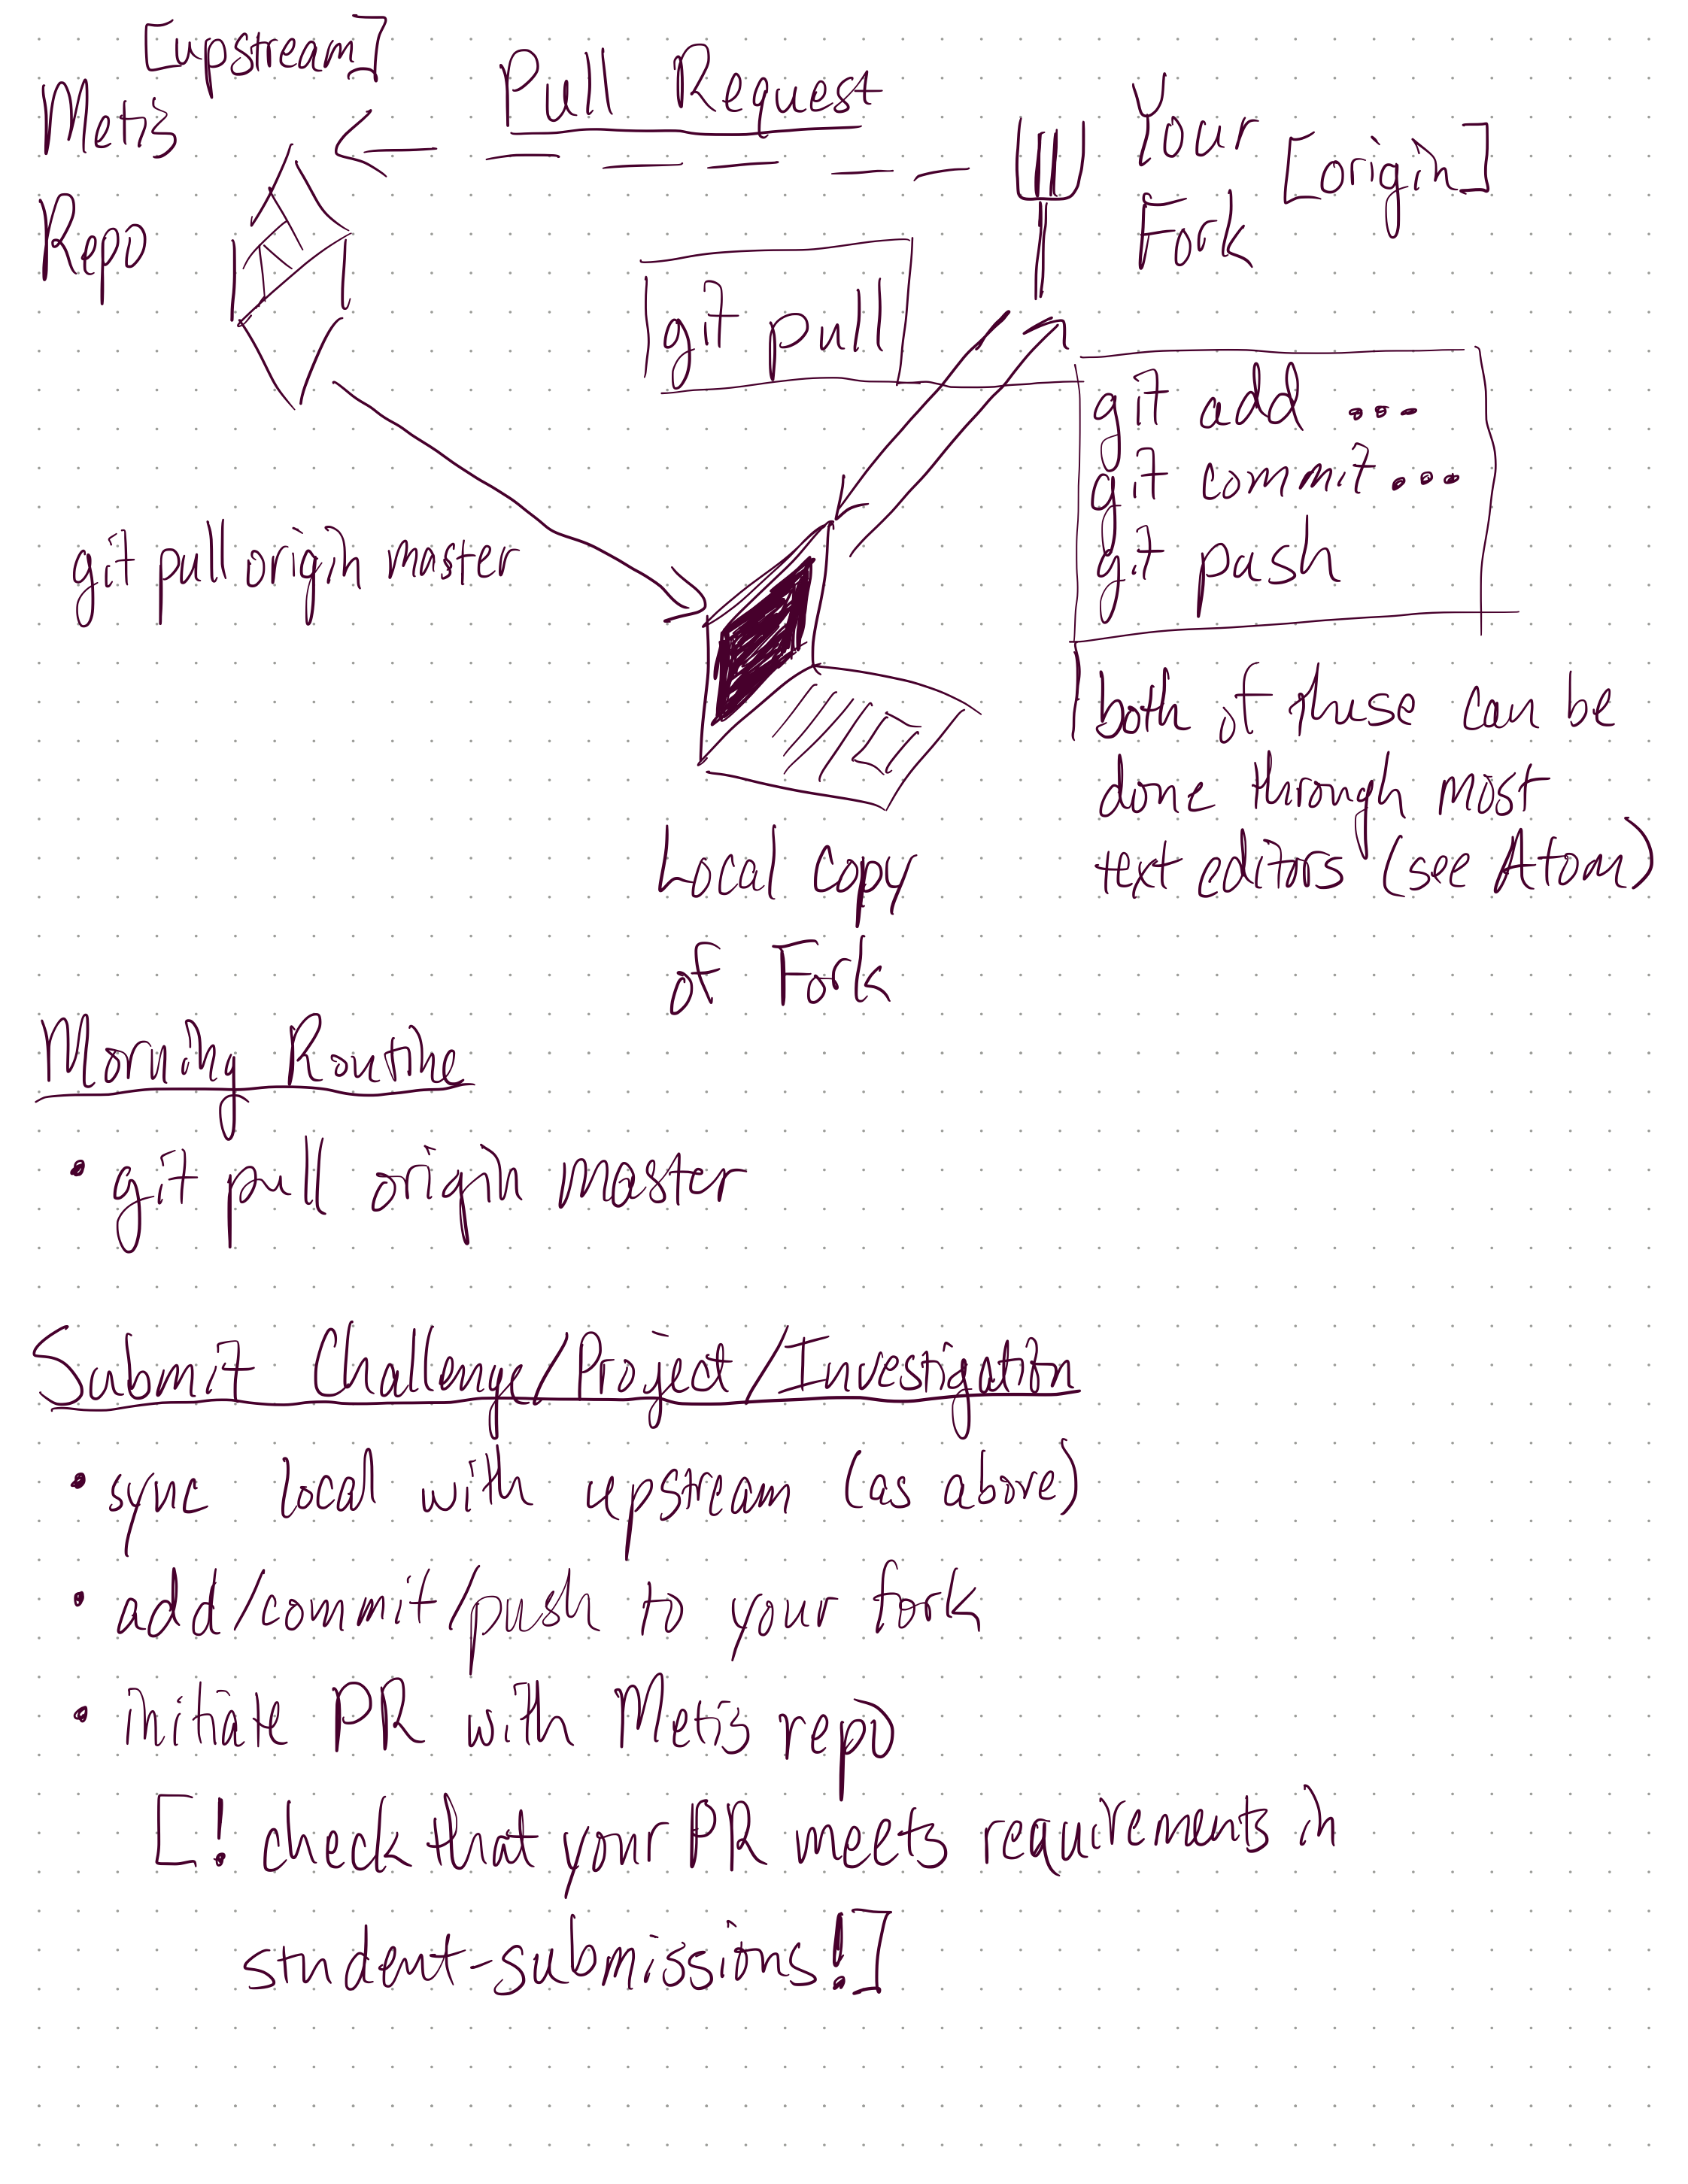 [upstream]
Metis
Repo
Pull Request
Your
Fork
[origin]
git pull
git add ...
git commit...
git push
both of these can be
done through most
text editors (see Atom)
git pull origin master
Local copy
of Fork
Morning Routine
• git pull origin master
Submit Challenge/Project/Investigation
• sync local with upstream (as above)
• add/commit/push to your fork
• initiate PR with Metis repo
[! check that your PR meets requirements in
student-submissions!]